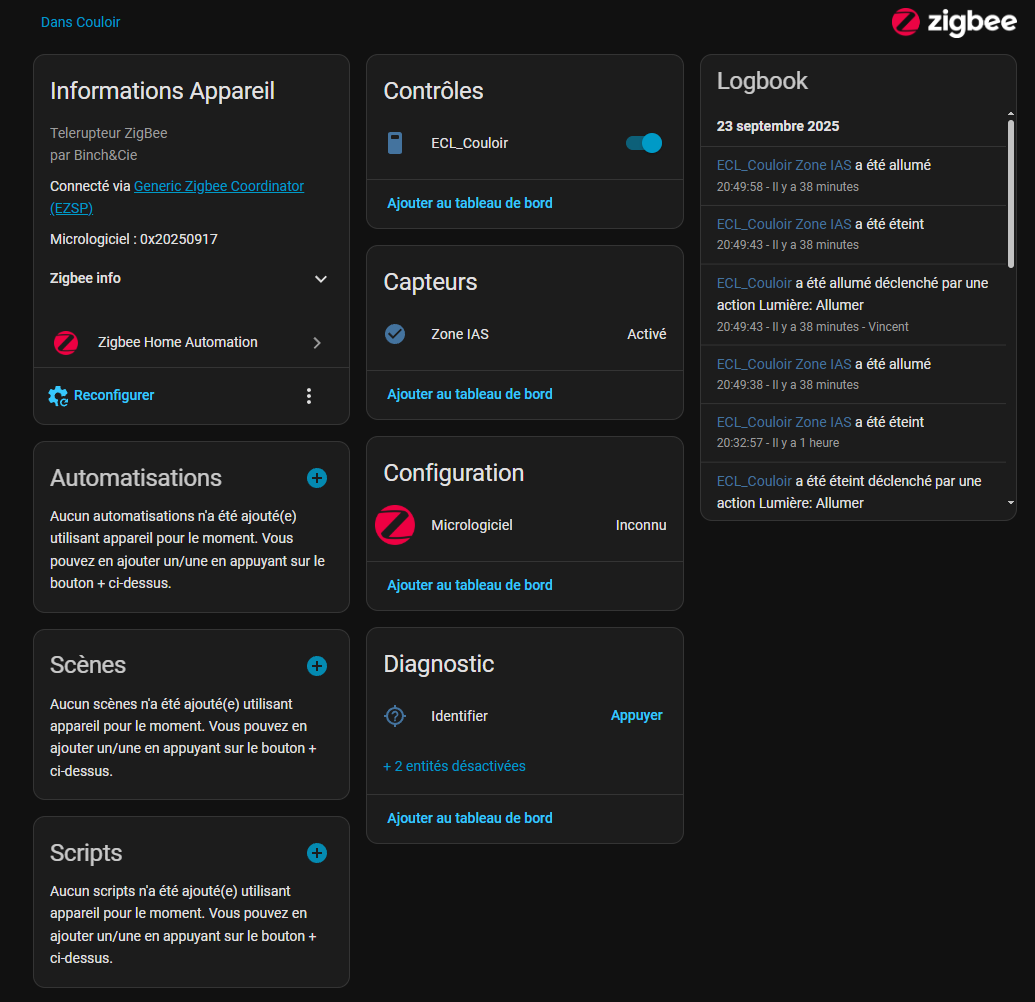 Dans Couloir
zigbee
Informations Appareil
Telerupteur ZigBee
par Binch&Cie
Connecté via Generic Zigbee Coordinator
(EZSP)
Micrologiciel : 0x20250917
Zigbee info
Zigbee Home Automation
Reconfigurer
Automatisations
Aucun automatisations n'a été ajouté(e)
utilisant appareil pour le moment. Vous
pouvez en ajouter un/une en appuyant sur le
bouton + ci-dessus.
Scènes
Aucun scènes n'a été ajouté(e) utilisant
appareil pour le moment. Vous pouvez en
ajouter un/une en appuyant sur le bouton +
ci-dessus.
Scripts
Aucun scripts n'a été ajouté(e) utilisant
appareil pour le moment. Vous pouvez en
ajouter un/une en appuyant sur le bouton +
ci-dessus.
Contrôles
ECL_Couloir
Ajouter au tableau de bord
Capteurs
Zone IAS Activé
Ajouter au tableau de bord
Configuration
Micrologiciel Inconnu
Ajouter au tableau de bord
Diagnostic
Identifier Appuyer
+ 2 entités désactivées
Ajouter au tableau de bord
Logbook
23 septembre 2025
ECL_Couloir Zone IAS a été allumé
20:49:58 - Il y a 38 minutes
ECL_Couloir Zone IAS a été éteint
20:49:43 - Il y a 38 minutes
ECL_Couloir a été allumé déclenché par une
action Lumière: Allumer
20:49:43 - Il y a 38 minutes - Vincent
ECL_Couloir Zone IAS a été allumé
20:49:38 - Il y a 38 minutes
ECL_Couloir Zone IAS a été éteint
20:32:57 - Il y a 1 heure
ECL_Couloir a été éteint déclenché par une
action Lumière: Allumer